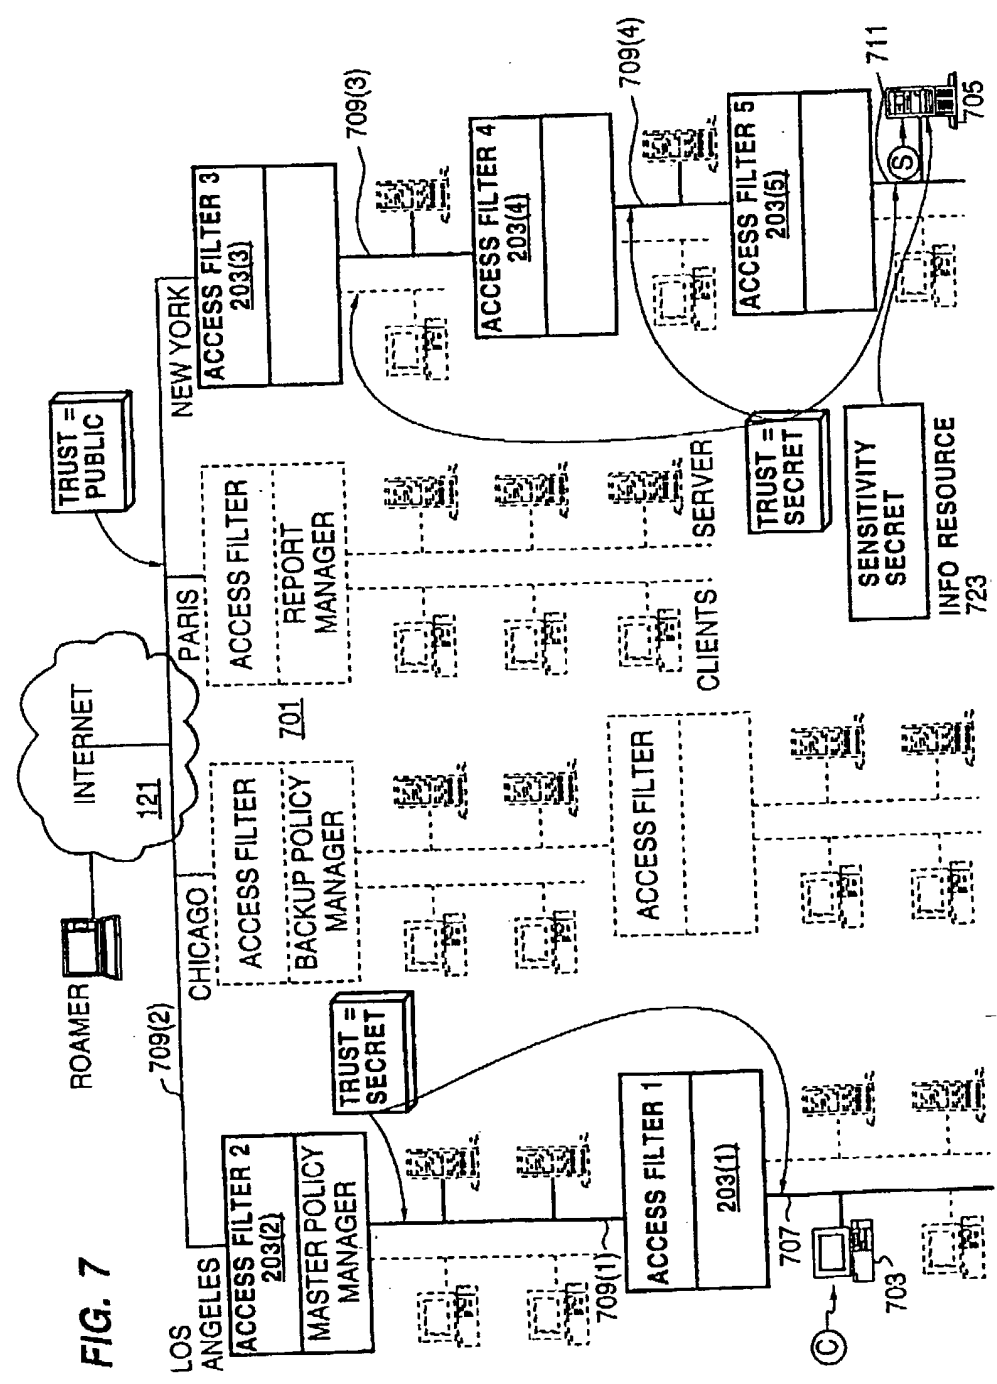 FIG. 7
ROAMER
INTERNET
121
TRUST =
PUBLIC
709(2)
LOS
ANGELES
CHICAGO
PARIS
NEW YORK
ACCESS FILTER 2
203(2)
MASTER POLICY
MANAGER
TRUST =
SECRET
709(1)
ACCESS FILTER 1
203(1)
707
703
C
ACCESS FILTER
BACKUP POLICY
MANAGER
701
ACCESS FILTER
ACCESS FILTER
REPORT
MANAGER
CLIENTS
SERVER
ACCESS FILTER 3
203(3)
709(3)
ACCESS FILTER 4
203(4)
709(4)
ACCESS FILTER 5
203(5)
711
S
705
TRUST =
SECRET
SENSITIVITY
SECRET
INFO RESOURCE
723